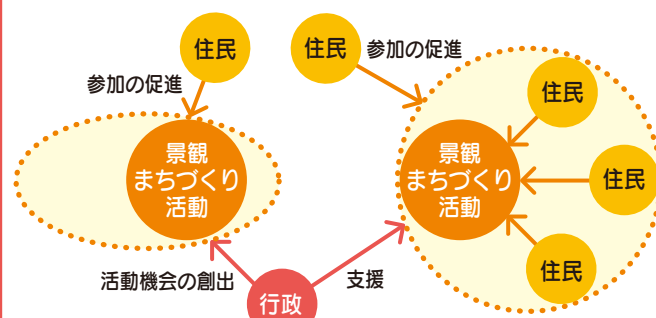 住民
住民
参加の促進
参加の促進
住民
景観
まちづくり
活動
景観
まちづくり
活動
住民
住民
活動機会の創出
支援
行政